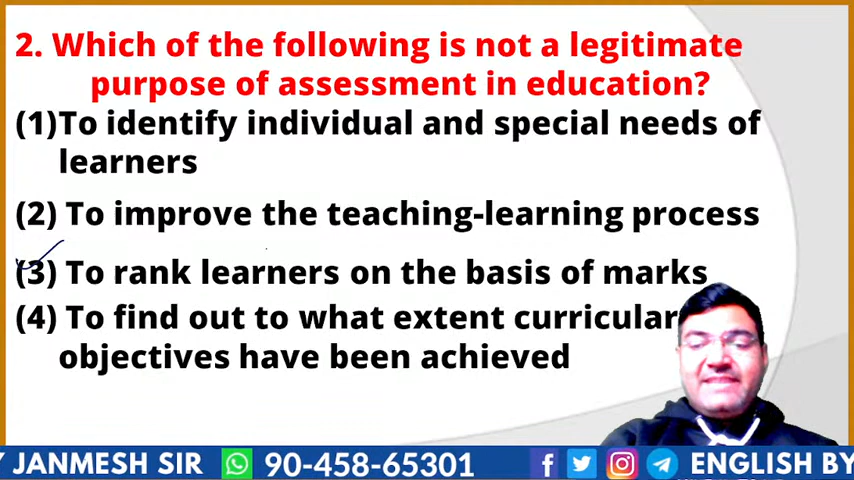 2. Which of the following is not a legitimate
purpose of assessment in education?
(1)To identify individual and special needs of
learners
(2) To improve the teaching-learning process
(3) To rank learners on the basis of marks
(4) To find out to what extent curricular
objectives have been achieved
Y JANMESH SIR 90-458-65301 ENGLISH BY